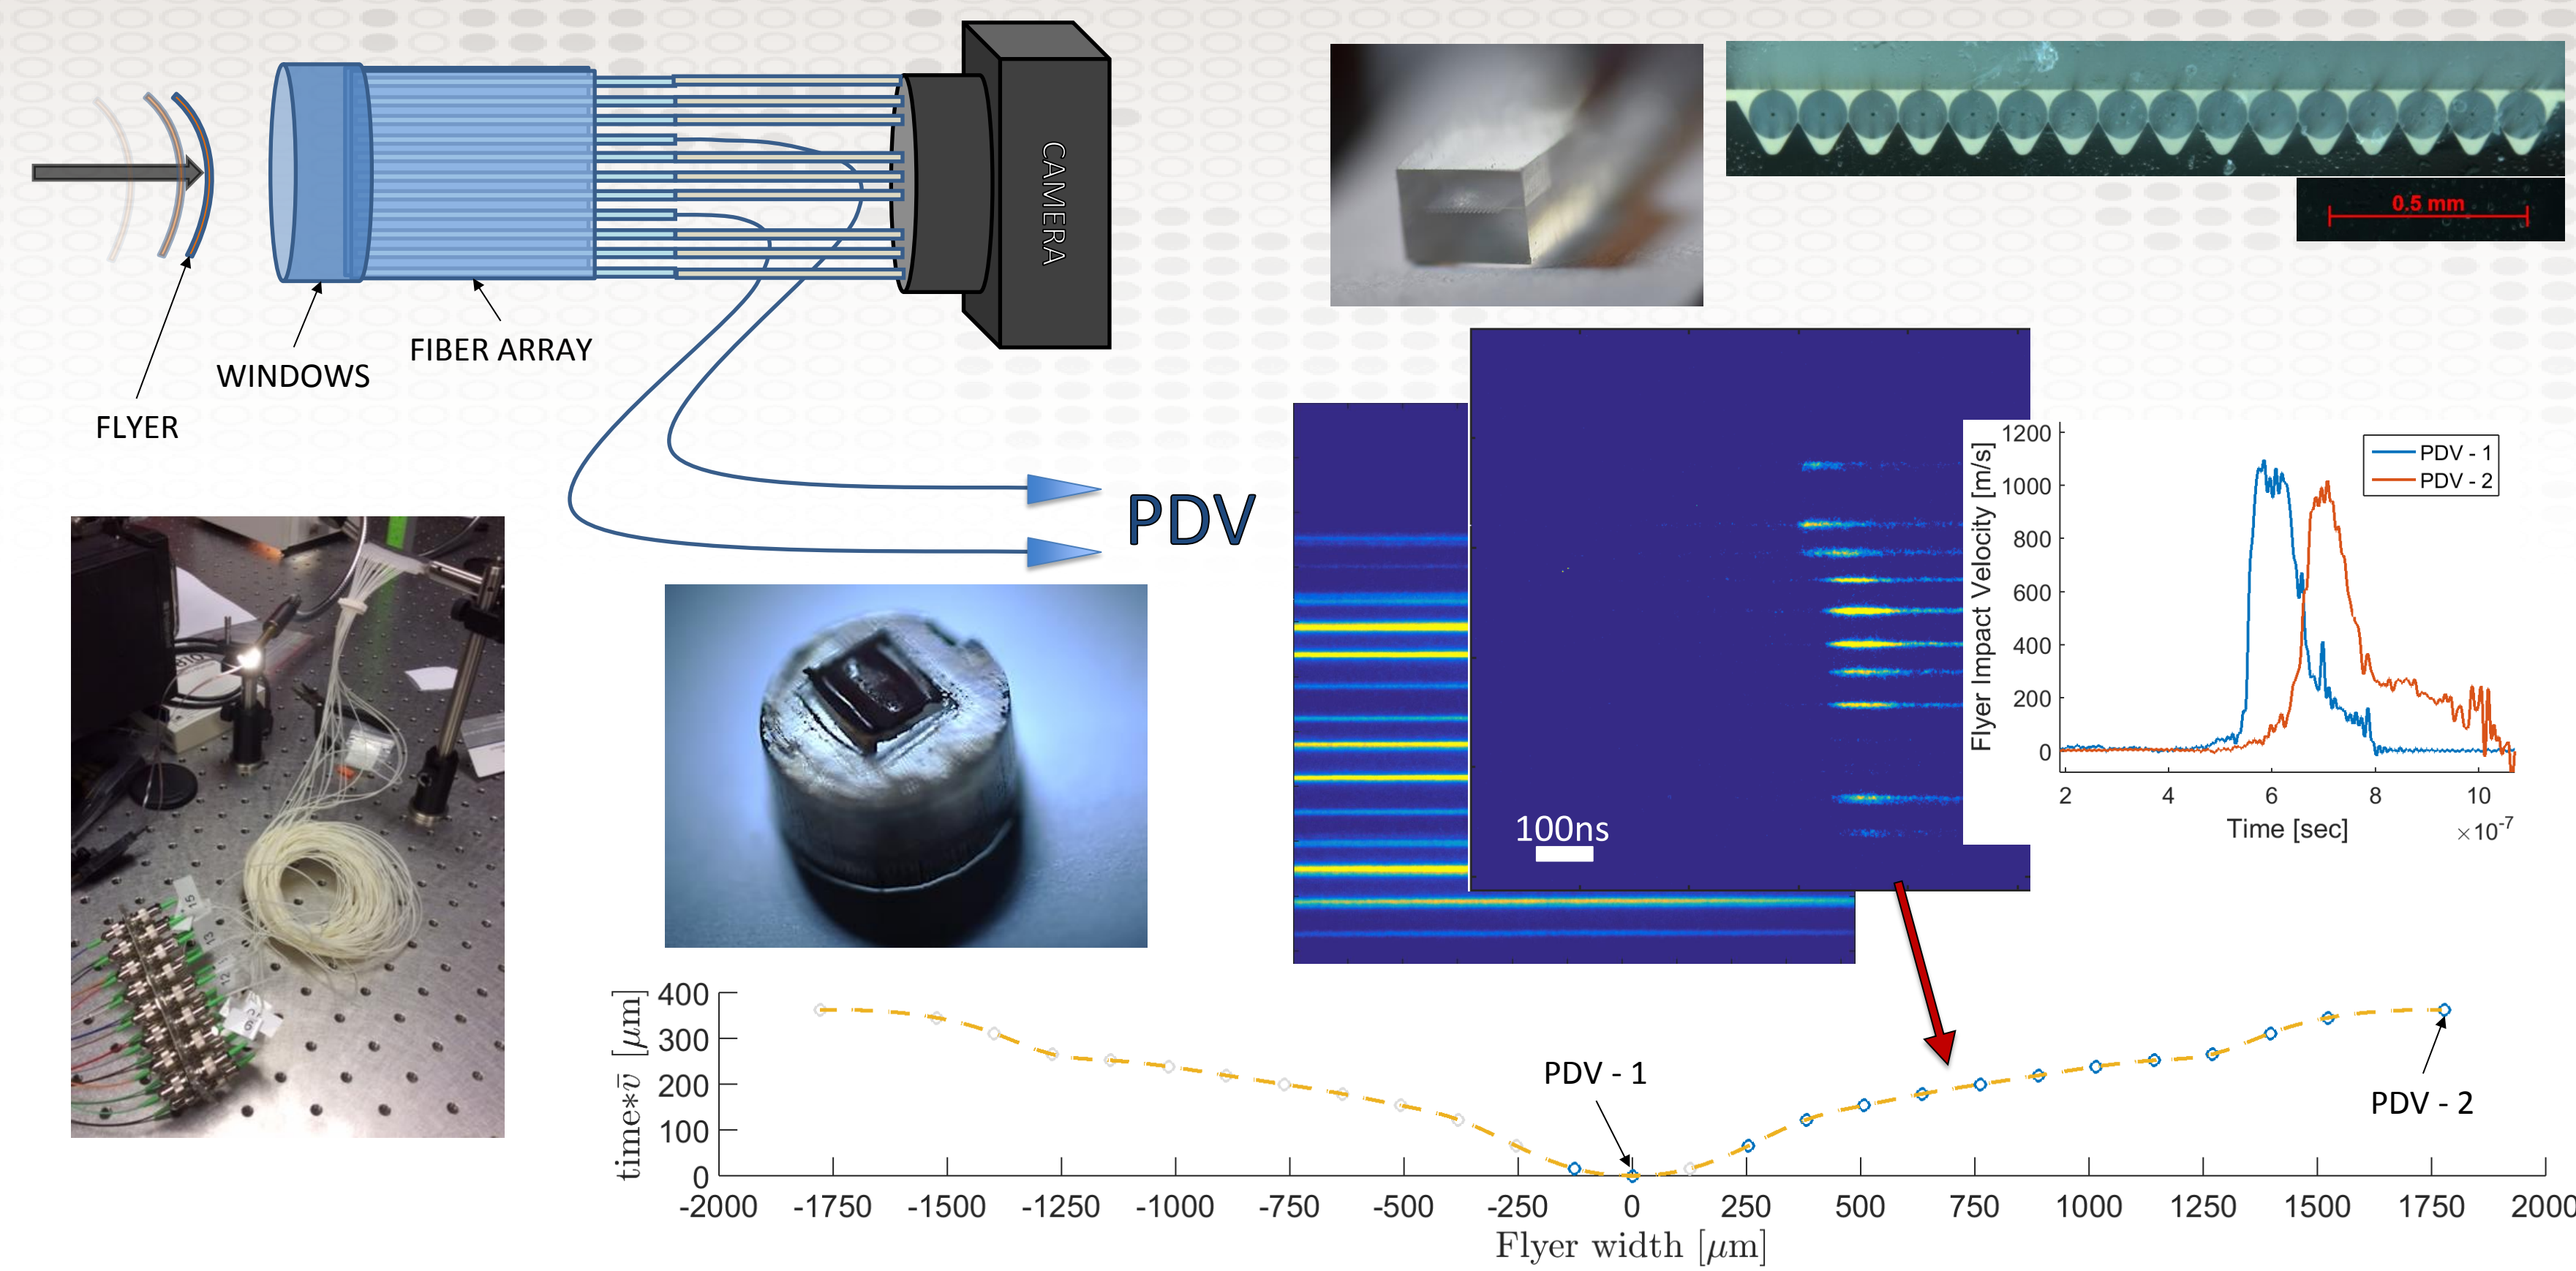 CAMERA
WINDOWS
FIBER ARRAY
FLYER
PDV
0.5 mm
100ns
Flyer Impact Velocity [m/s]
1200
1000
800
600
400
200
0
PDV - 1
PDV - 2
2 4 6 8 10
Time [sec]
×10⁻⁷
15
13
12
time*v̄ [μm]
400
300
200
100
0
PDV - 1
PDV - 2
-2000 -1750 -1500 -1250 -1000 -750 -500 -250 0 250 500 750 1000 1250 1500 1750 2000
Flyer width [μm]